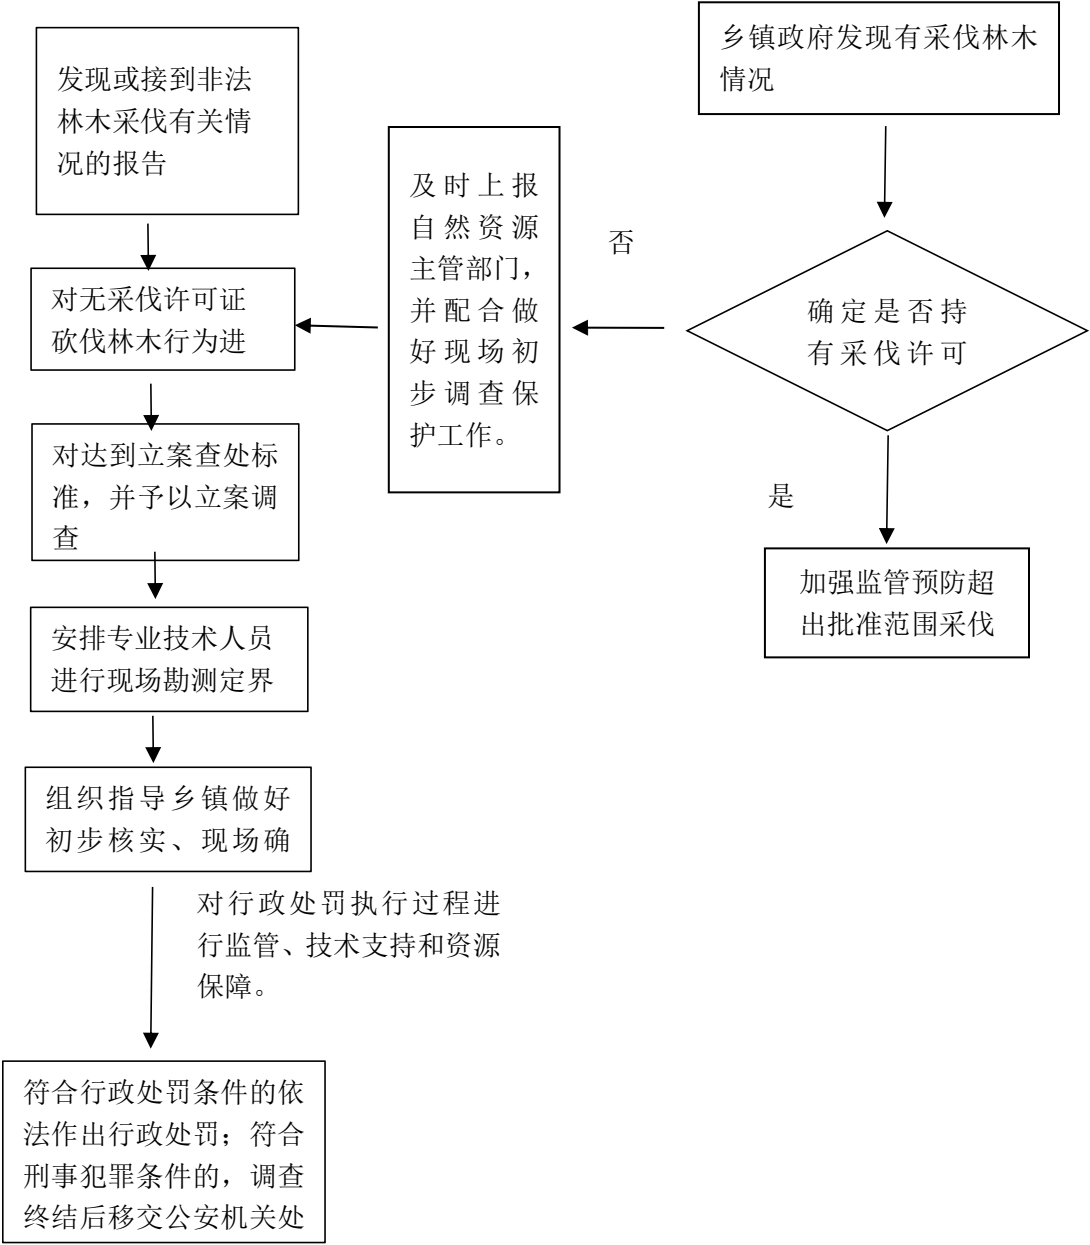 发现或接到非法
林木采伐有关情
况的报告
对无采伐许可证
砍伐林木行为进
对达到立案查处标
准，并予以立案调
查
安排专业技术人员
进行现场勘测定界
组织指导乡镇做好
初步核实、现场确
对行政处罚执行过程进
行监管、技术支持和资源
保障。
符合行政处罚条件的依
法作出行政处罚；符合
刑事犯罪条件的，调查
终结后移交公安机关处
及时上报
自然资源
主管部门，
并配合做
好现场初
步调查保
护工作。
否
乡镇政府发现有采伐林木
情况
确定是否持
有采伐许可
是
加强监管预防超
出批准范围采伐